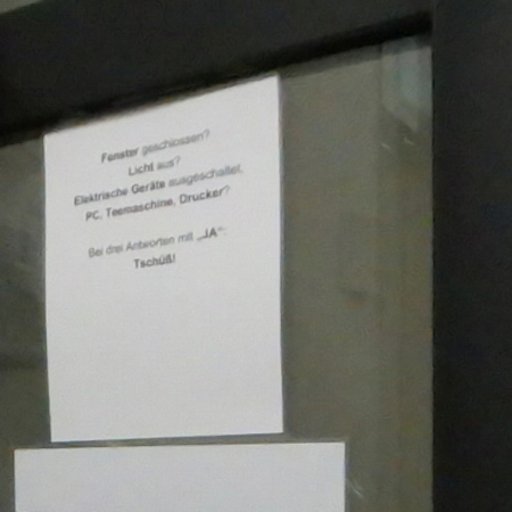 Fenster geschlossen?
Licht aus?
Elektrische Geräte ausgeschaltet,
PC, Teemaschine, Drucker?
Bei drei Antworten mit „JA“:
Tschüß!